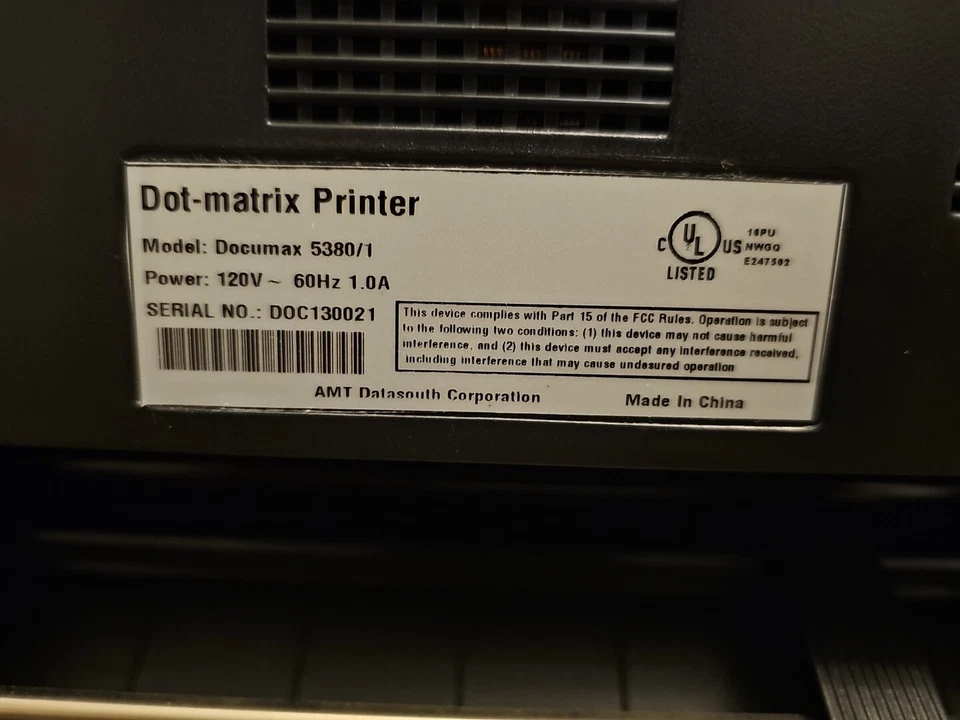 Dot-matrix Printer
Model: Documax 5380/1
Power: 120V ~ 60Hz 1.0A
SERIAL NO.: DOC130021
C UL US
LISTED
16PU
NWGQ
E247502
This device complies with Part 15 of the FCC Rules. Operation is subject
to the following two conditions: (1) this device may not cause harmful
interference, and (2) this device must accept any interference received,
including interference that may cause undesured operation
AMT Datasouth Corporation
Made In China